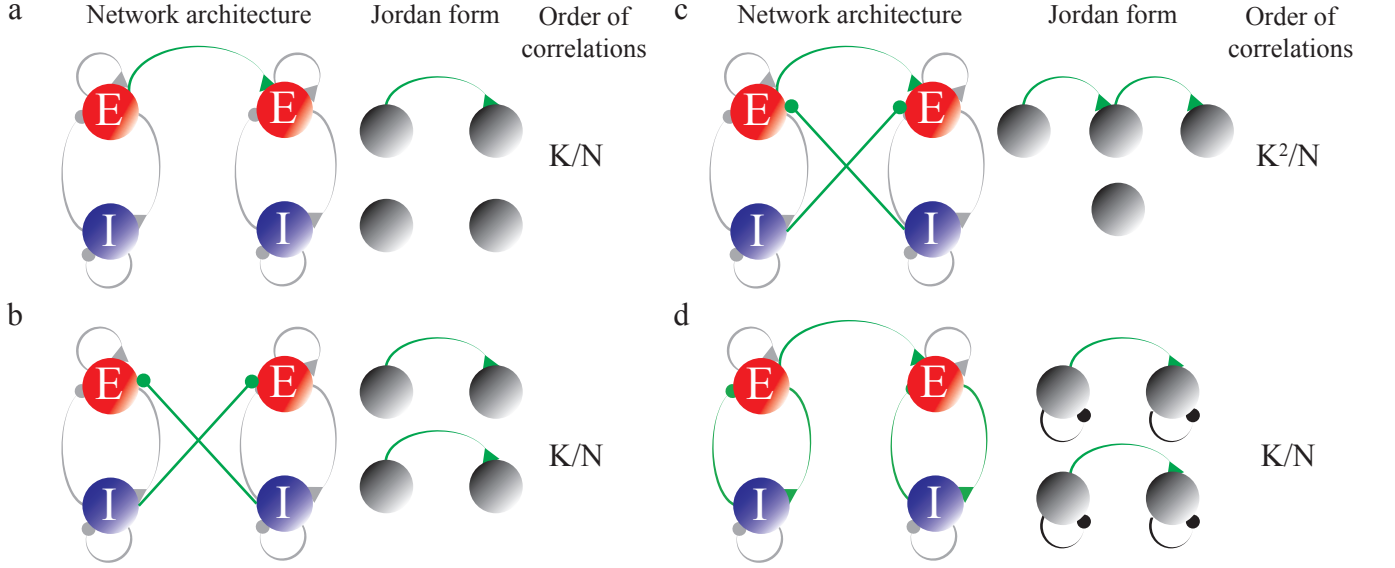 a
Network architecture
Jordan form
Order of
correlations
E
E
I
I
K/N
b
E
E
I
I
K/N
c
Network architecture
Jordan form
Order of
correlations
E
E
I
I
K²/N
d
E
E
I
I
K/N